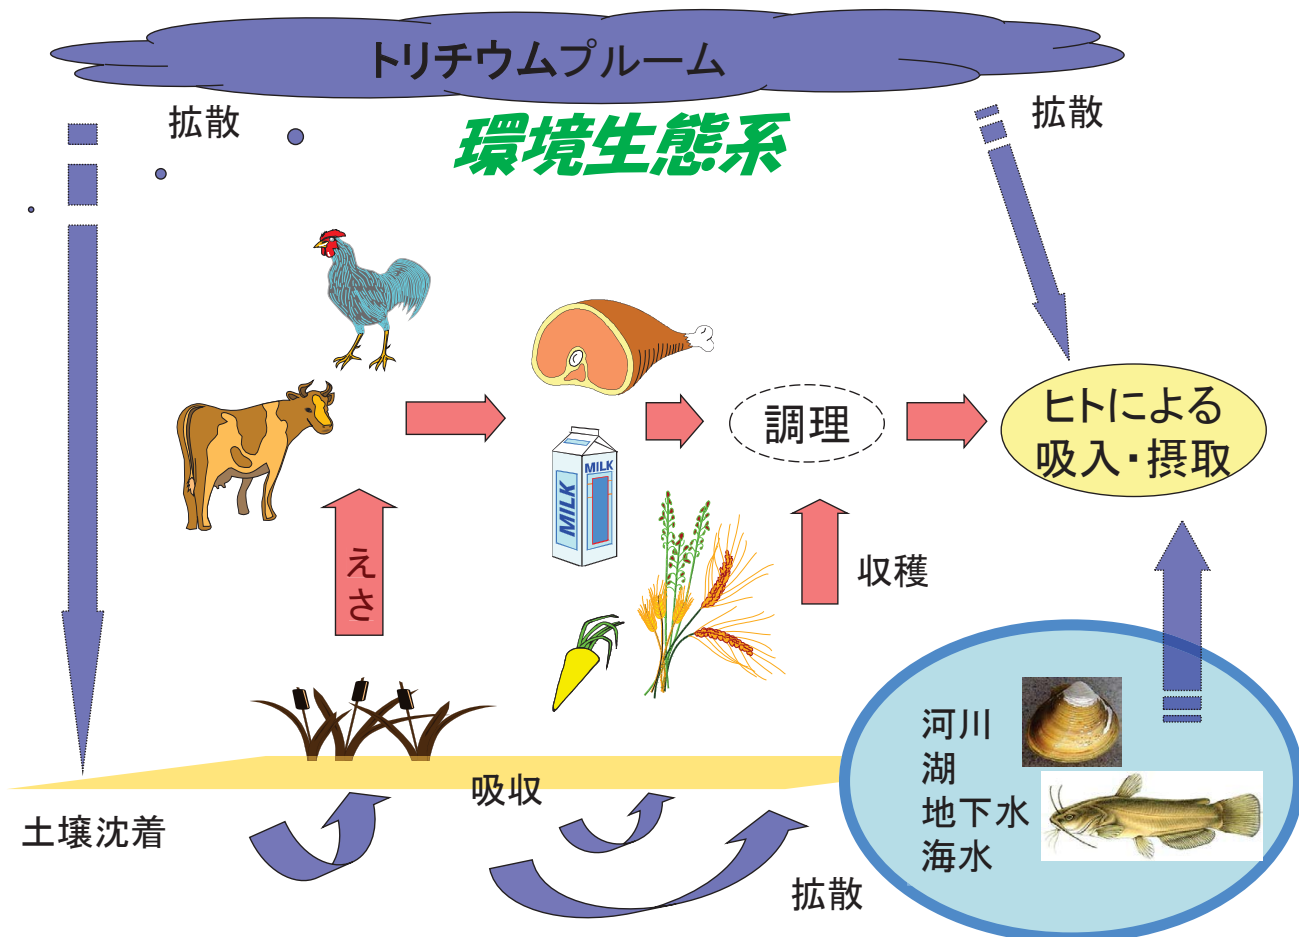 トリチウムプルーム
拡散
拡散
環境生態系
ヒトによる
吸入・摂取
調理
MILK
MILK
えさ
収穫
吸収
河川
湖
地下水
海水
土壌沈着
拡散